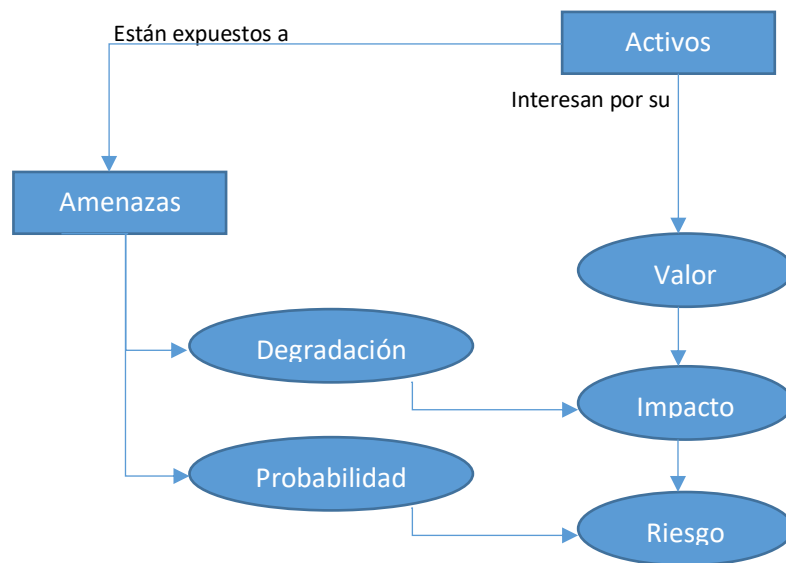 Están expuestos a
Activos
Interesan por su
Amenazas
Valor
Degradación
Impacto
Probabilidad
Riesgo